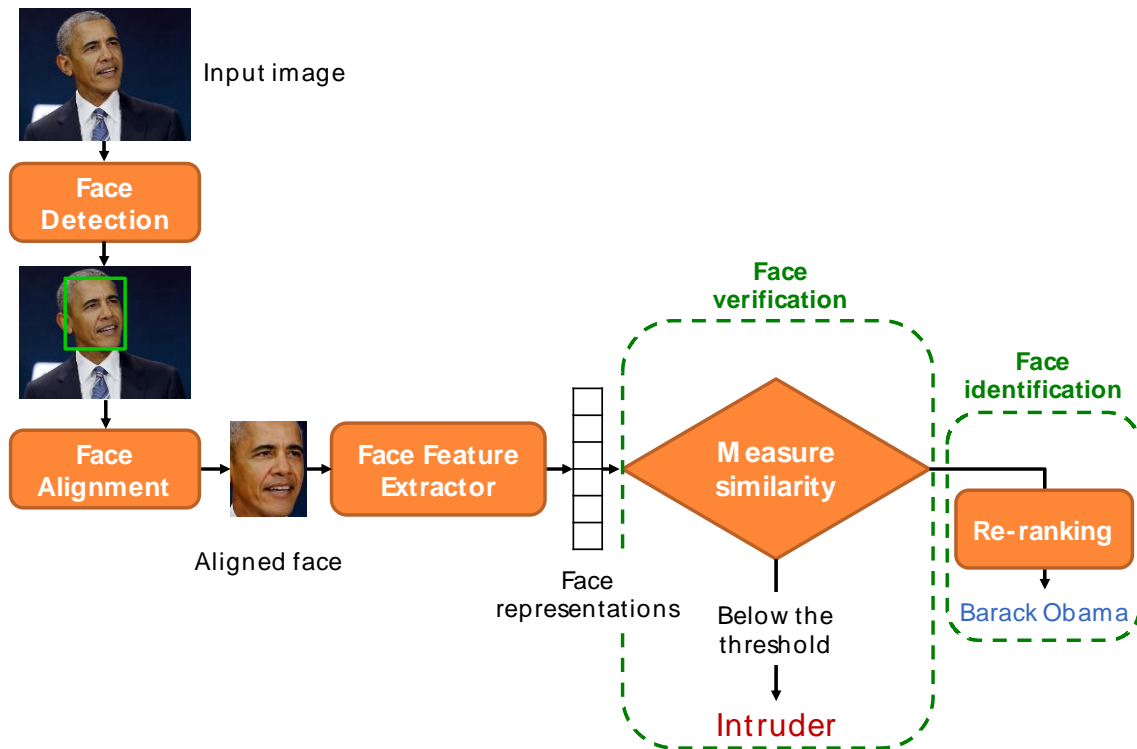 Input image
Face
Detection
Face
verification
Face
identification
Face
Alignment
Face Feature
Extractor
Measure
similarity
Re-ranking
Aligned face
Face
representations
Below the
threshold
Barack Obama
Intruder